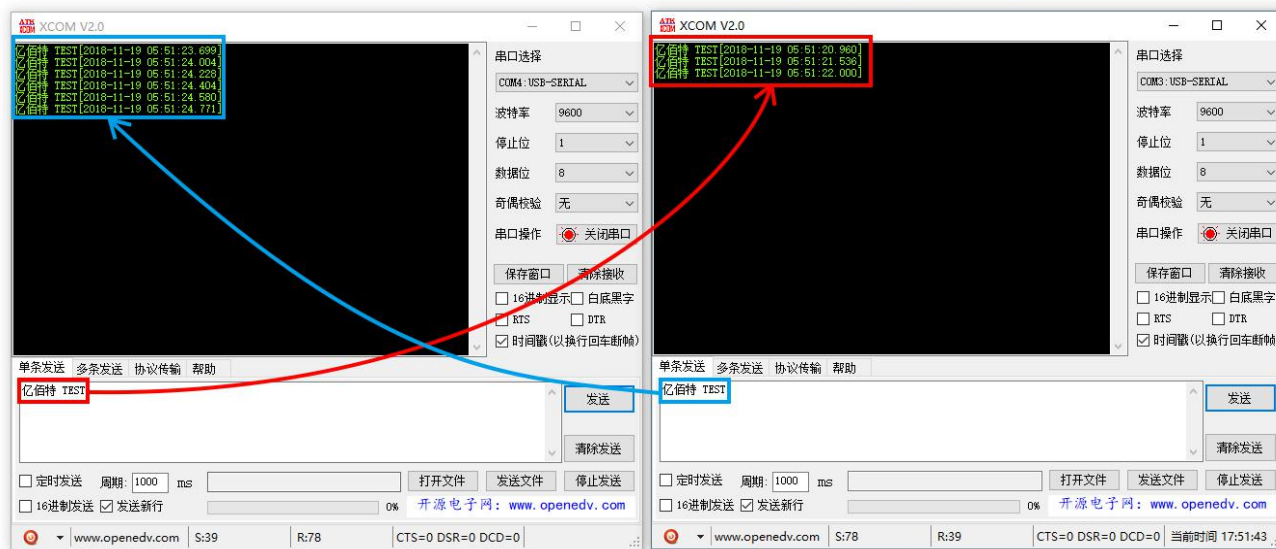 ATK XCOM XCOM V2.0
亿佰特 TEST[2018-11-19 05:51:23.699]
亿佰特 TEST[2018-11-19 05:51:24.004]
亿佰特 TEST[2018-11-19 05:51:24.228]
亿佰特 TEST[2018-11-19 05:51:24.404]
亿佰特 TEST[2018-11-19 05:51:24.580]
亿佰特 TEST[2018-11-19 05:51:24.771]
串口选择
COM4:USB-SERIAL
波特率 9600
停止位 1
数据位 8
奇偶校验 无
串口操作 关闭串口
保存窗口 清除接收
16进制显示 白底黑字
RTS DTR
时间戳(以换行回车断帧)
单条发送 多条发送 协议传输 帮助
亿佰特 TEST
发送
清除发送
定时发送 周期: 1000 ms 打开文件 发送文件 停止发送
16进制发送 发送新行 0% 开源电子网: www.openedv.com
www.openedv.com S:39 R:78 CTS=0 DSR=0 DCD=0
ATK XCOM XCOM V2.0
亿佰特 TEST[2018-11-19 05:51:20.960]
亿佰特 TEST[2018-11-19 05:51:21.536]
亿佰特 TEST[2018-11-19 05:51:22.000]
串口选择
COM3:USB-SERIAL
波特率 9600
停止位 1
数据位 8
奇偶校验 无
串口操作 关闭串口
保存窗口 清除接收
16进制显示 白底黑字
RTS DTR
时间戳(以换行回车断帧
单条发送 多条发送 协议传输 帮助
亿佰特 TEST
发送
清除发送
定时发送 周期: 1000 ms 打开文件 发送文件 停止发送
16进制发送 发送新行 0% 开源电子网: www.openedv.com
www.openedv.com S:78 R:39 CTS=0 DSR=0 DCD=0 当前时间 17:51:43